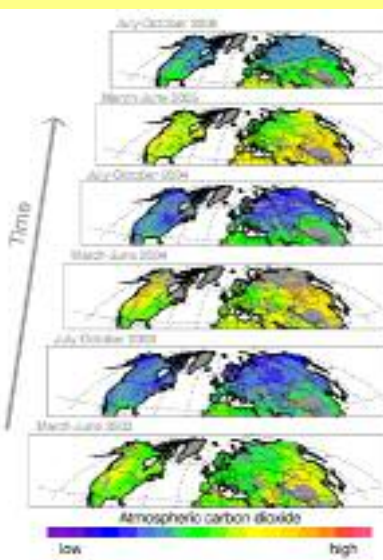 July-October 2005
March-June 2005
July-October 2004
March-June 2004
July-October 2003
March-June 2003
Time
Atmospheric carbon dioxide
low
high